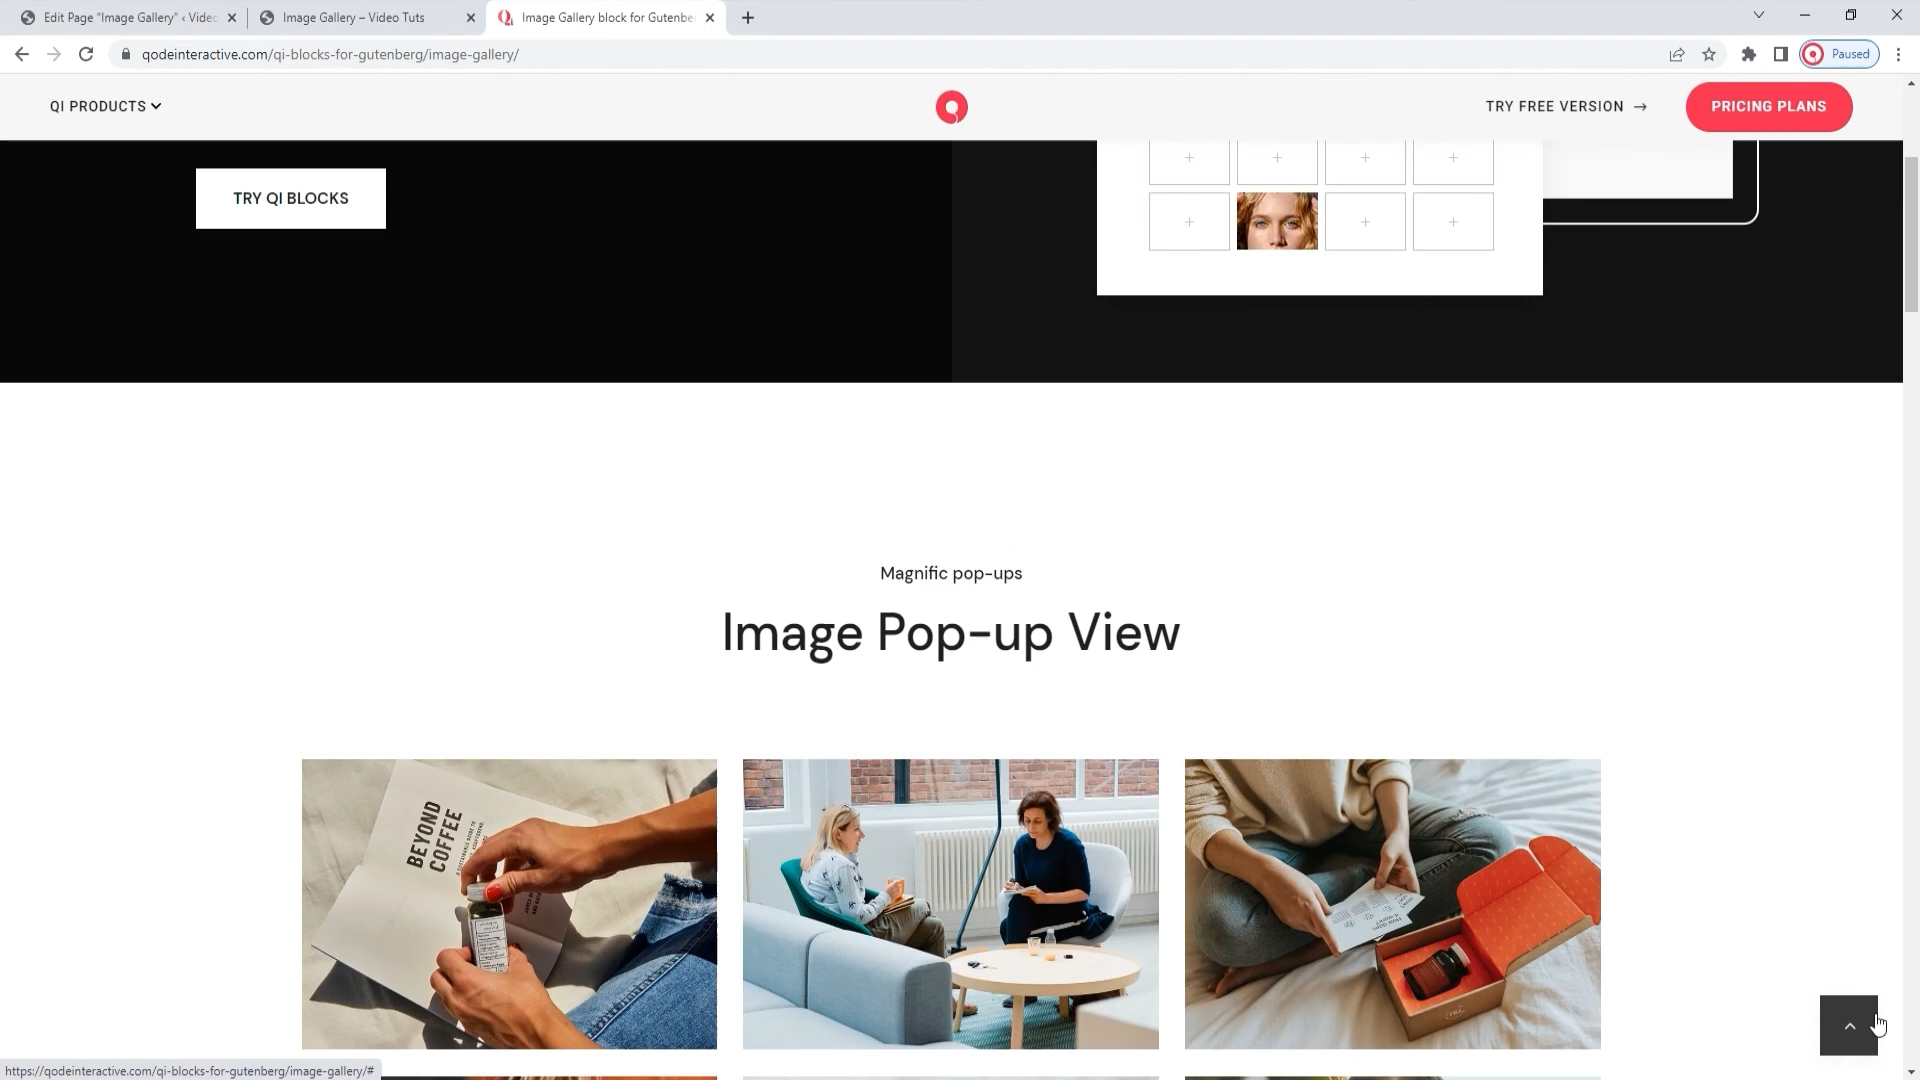 Edit Page "Image Gallery" ‹ Video
Image Gallery – Video Tuts
Image Gallery block for Gutenbe
qodeinteractive.com/qi-blocks-for-gutenberg/image-gallery/
Paused
QI PRODUCTS
TRY FREE VERSION →
PRICING PLANS
TRY QI BLOCKS
Magnific pop-ups
Image Pop-up View
BEYOND
COFFEE
https://qodeinteractive.com/qi-blocks-for-gutenberg/image-gallery/#